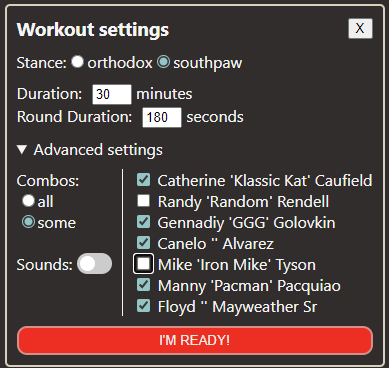 Workout settings
X
Stance: orthodox southpaw
Duration: 30 minutes
Round Duration: 180 seconds
▼ Advanced settings
Combos:
all
some
Sounds:
Catherine 'Klassic Kat' Caufield
Randy 'Random' Rendell
Gennadiy 'GGG' Golovkin
Canelo '' Alvarez
Mike 'Iron Mike' Tyson
Manny 'Pacman' Pacquiao
Floyd '' Mayweather Sr
I'M READY!